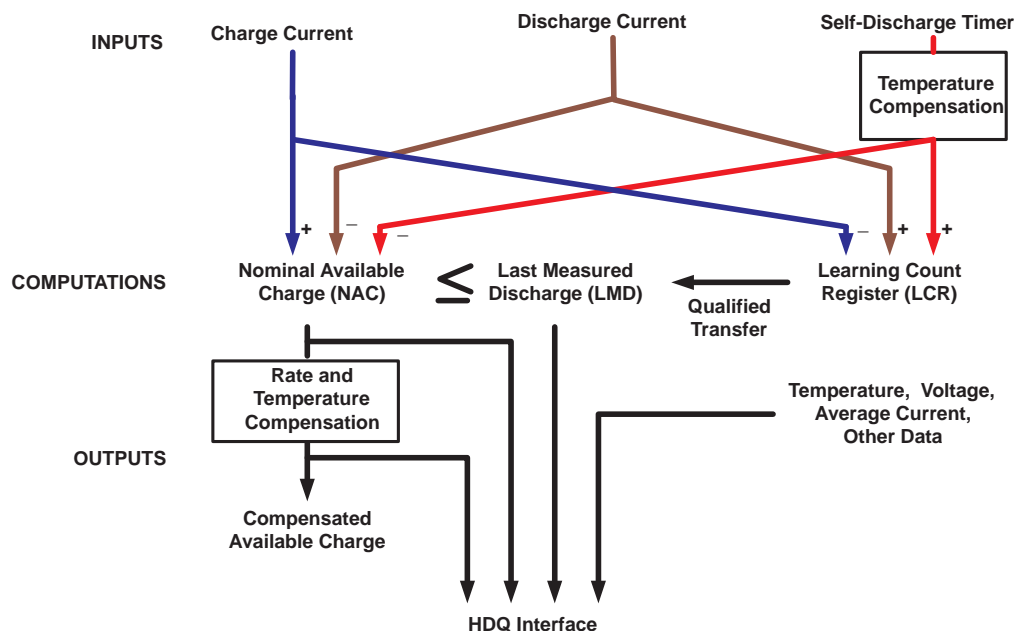 INPUTS
Charge Current
Discharge Current
Self-Discharge Timer
Temperature
Compensation
+
–
–
–
+
+
COMPUTATIONS
Nominal Available
Charge (NAC)
≤
Last Measured
Discharge (LMD)
Qualified
Transfer
Learning Count
Register (LCR)
Rate and
Temperature
Compensation
Temperature, Voltage,
Average Current,
Other Data
OUTPUTS
Compensated
Available Charge
HDQ Interface